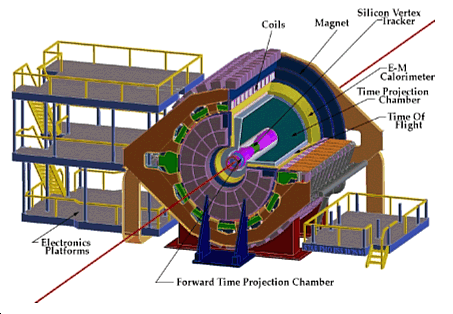 Silicon Vertex
Tracker
Coils
Magnet
E-M
Calorimeter
Time Projection
Chamber
Time Of
Flight
Electronics
Platforms
Forward Time Projection Chamber